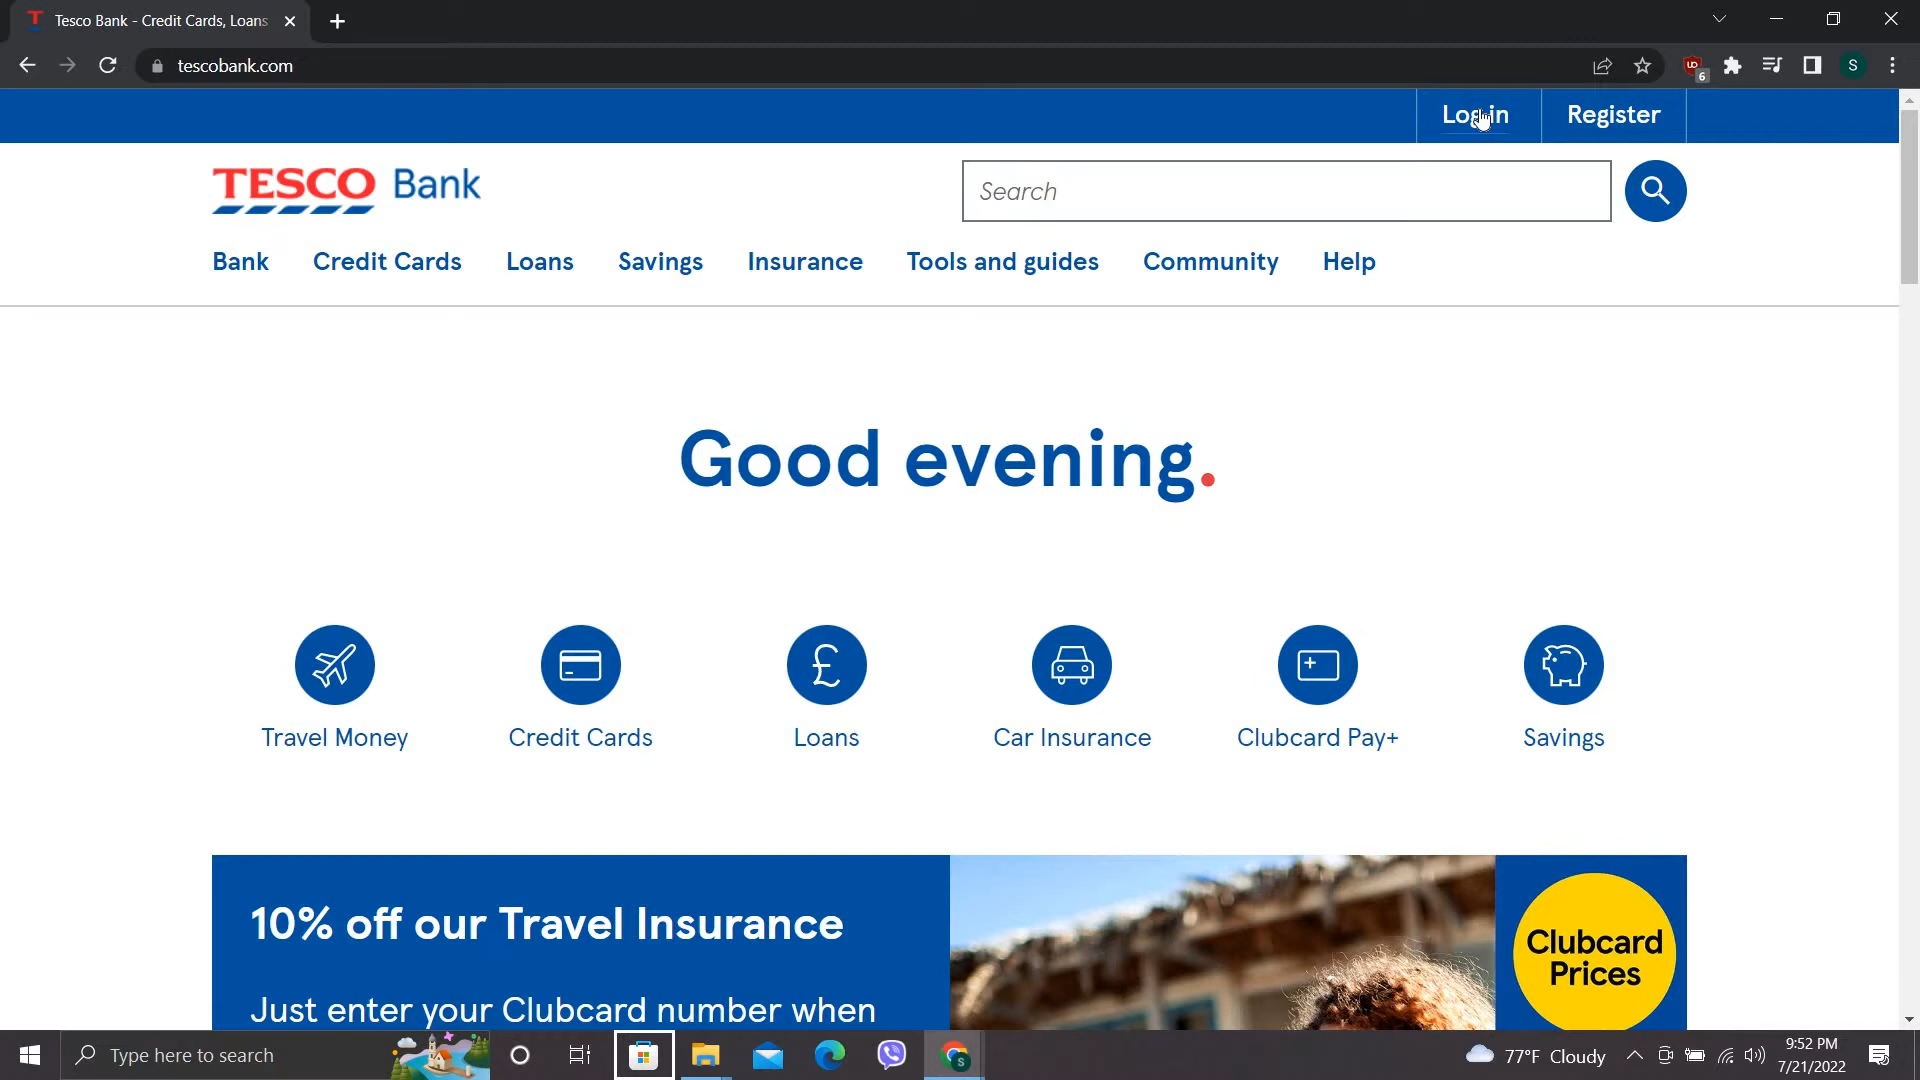 Tesco Bank - Credit Cards, Loans
tescobank.com
6
S
Log in
Register
TESCO Bank
Search
Bank
Credit Cards
Loans
Savings
Insurance
Tools and guides
Community
Help
Good evening.
£
Travel Money
Credit Cards
Loans
Car Insurance
Clubcard Pay+
Savings
10% off our Travel Insurance
Just enter your Clubcard number when
Clubcard
Prices
Type here to search
77°F Cloudy
9:52 PM
7/21/2022